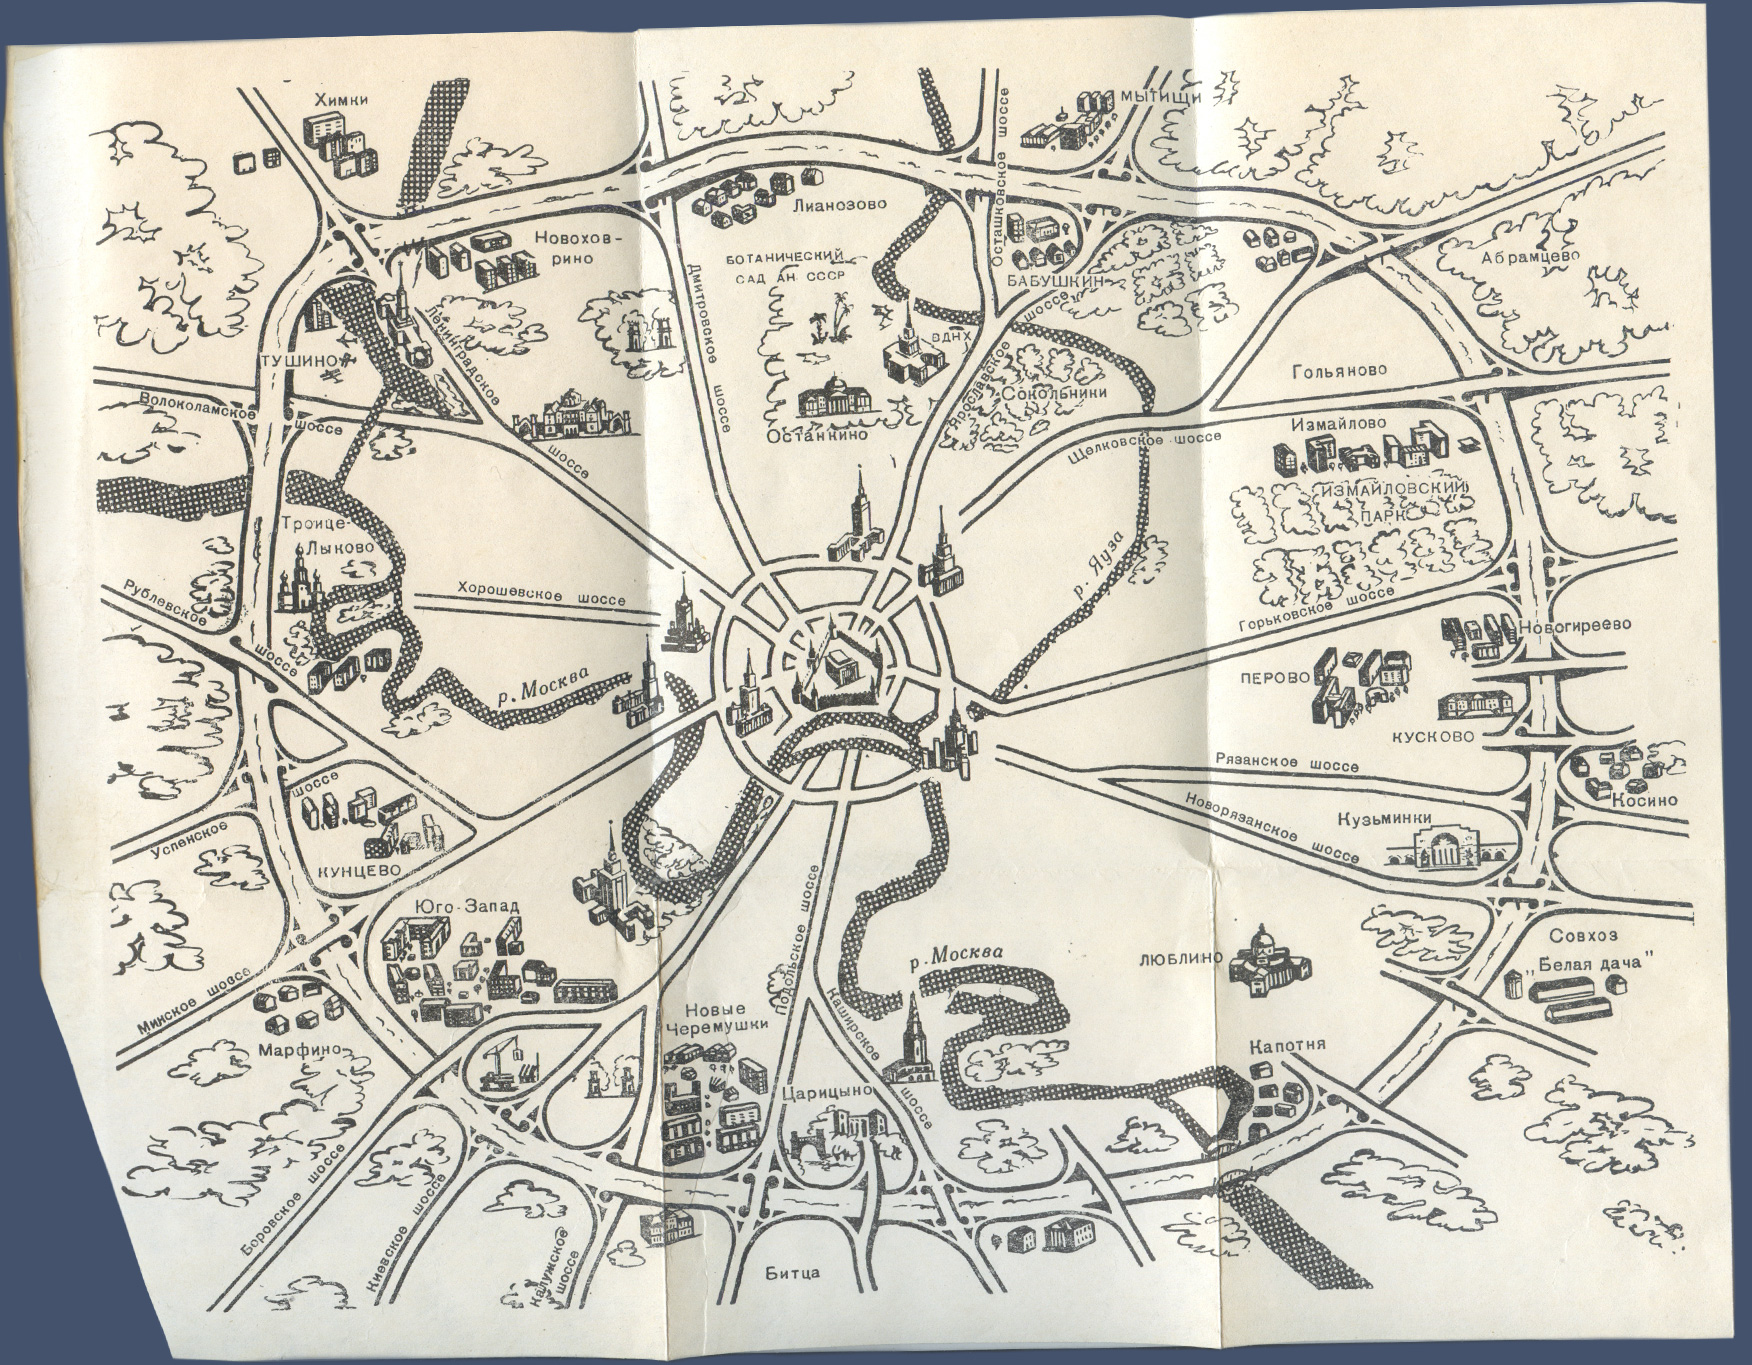 Химки
МЫТИЩИ
Осташковское шоссе
Лианозово
Новохов-
рино
БОТАНИЧЕСКИЙ
САД АН СССР
БАБУШКИН
Абрамцево
Дмитровское шоссе
Ленинградское
шоссе
ТУШИНО
ВДНХ
Ярославское
шоссе
Сокольники
Гольяново
Волоколамское
шоссе
Останкино
Щелковское шоссе
Измайлово
ИЗМАЙЛОВСКИЙ
ПАРК
Троице-
Лыково
р. Яуза
Рублевское
шоссе
Хорошевское шоссе
Горьковское шоссе
Новогиреево
ПЕРОВО
р. Москва
КУСКОВО
Рязанское шоссе
Косино
Новорязанское шоссе
Кузьминки
шоссе
Успенское
КУНЦЕВО
Юго-Запад
Подольское шоссе
р. Москва
ЛЮБЛИНО
Совхоз
"Белая дача"
Минское шоссе
Марфино
Новые
Черемушки
Каширское
шоссе
Капотня
Царицыно
Боровское шоссе
Киевское шоссе
Калужское
шоссе
Битца